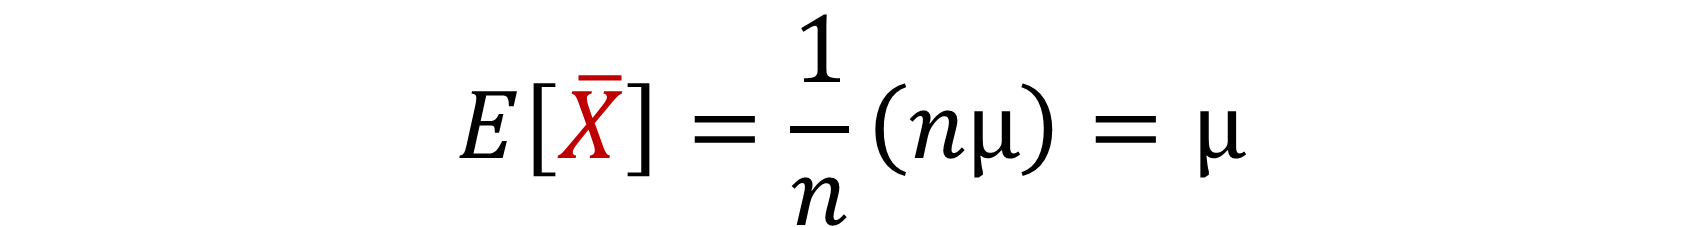 E[X̄] = 1/n (nμ) = μ